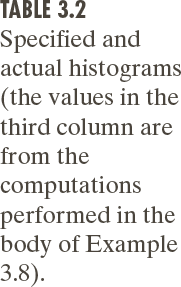 TABLE 3.2
Specified and
actual histograms
(the values in the
third column are
from the
computations
performed in the
body of Example
3.8).